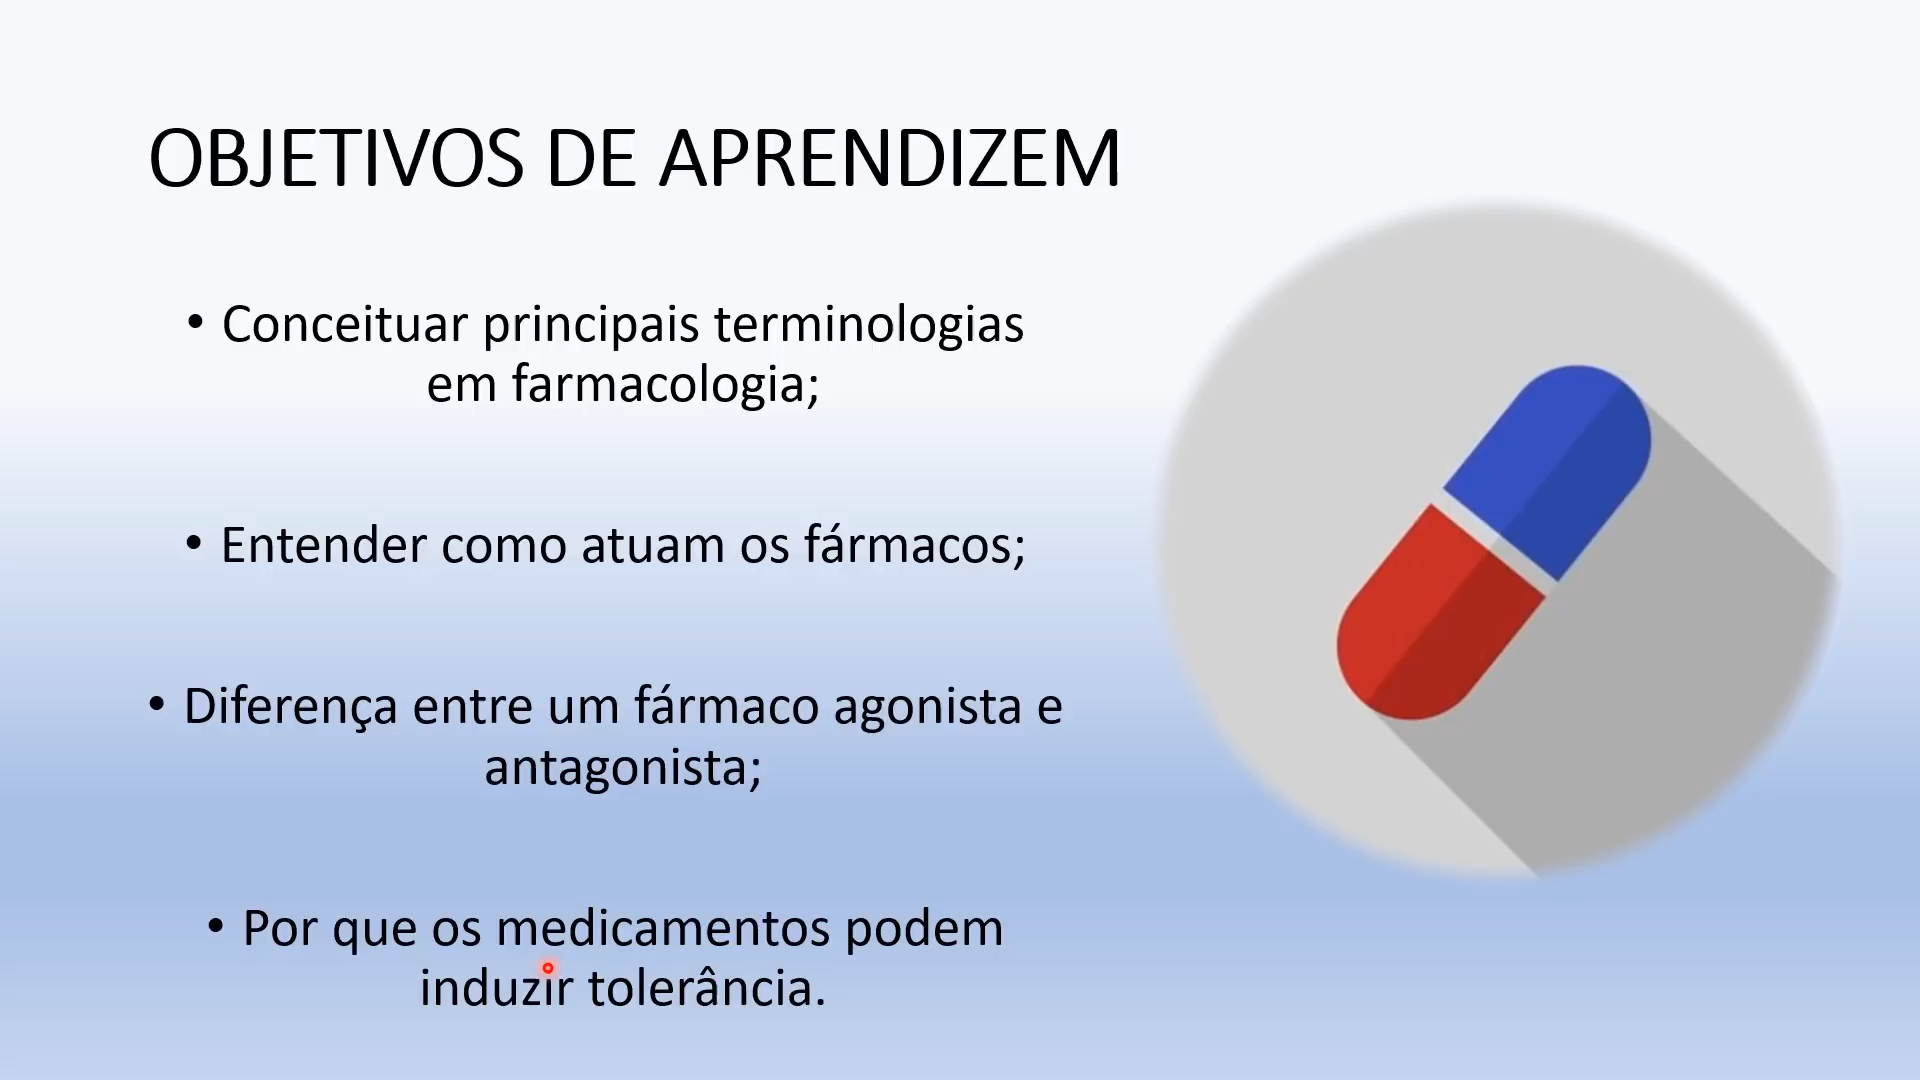 OBJETIVOS DE APRENDIZEM
• Conceituar principais terminologias
em farmacologia;
• Entender como atuam os fármacos;
• Diferença entre um fármaco agonista e
antagonista;
• Por que os medicamentos podem
induzir tolerância.